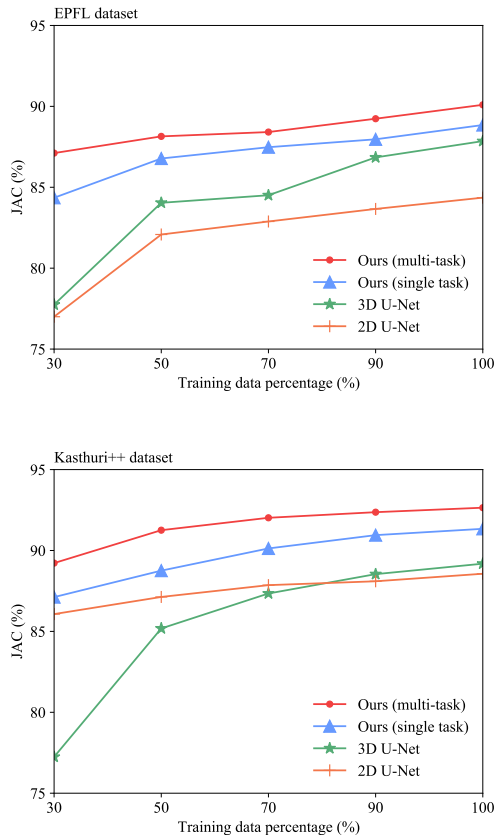 EPFL dataset
95
90
85
80
75
JAC (%)
Ours (multi-task)
Ours (single task)
3D U-Net
2D U-Net
30 50 70 90 100
Training data percentage (%)
Kasthuri++ dataset
95
90
85
80
75
JAC (%)
Ours (multi-task)
Ours (single task)
3D U-Net
2D U-Net
30 50 70 90 100
Training data percentage (%)